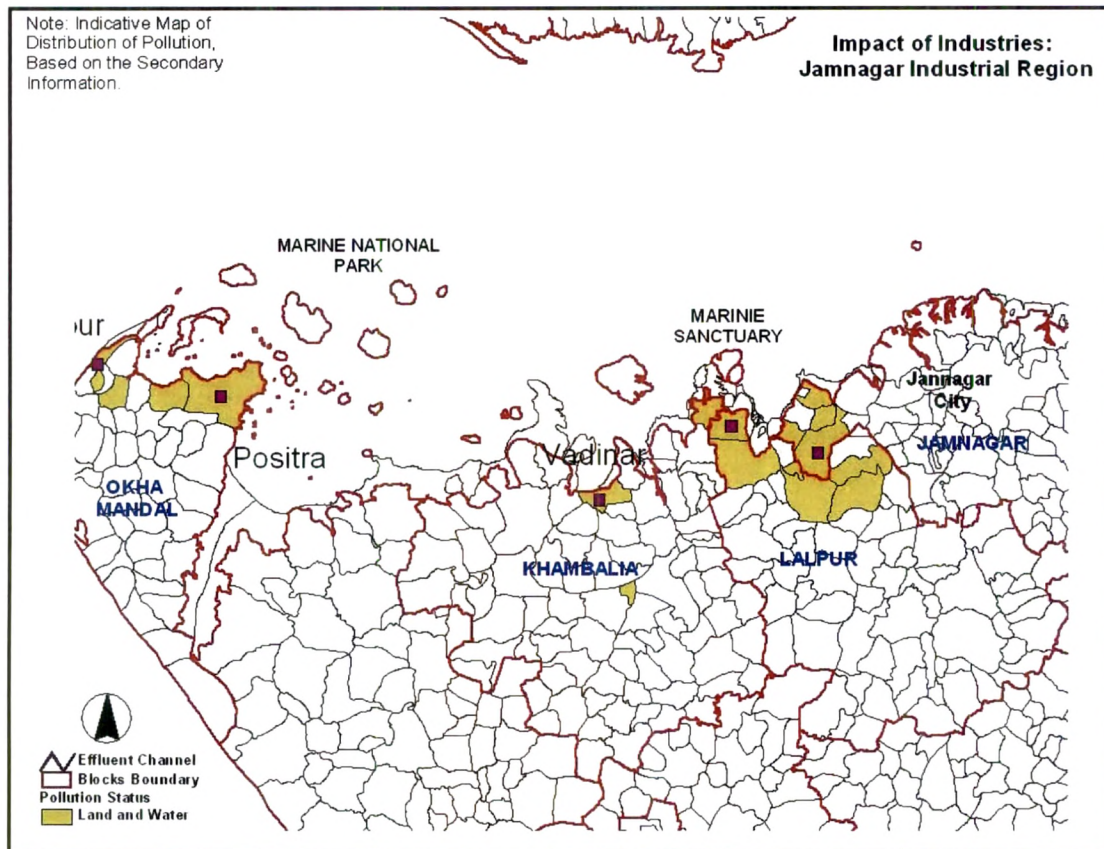 Note: Indicative Map of
Distribution of Pollution,
Based on the Secondary
Information.
Impact of Industries:
Jamnagar Industrial Region
MARINE NATIONAL
PARK
MARINIE
SANCTUARY
our
Jannagar
City
JAMNAGAR
Positra
Vadinar
OKHA
MANDAL
KHAMBALIA
LALPUR
Effluent Channel
Blocks Boundary
Pollution Status
Land and Water